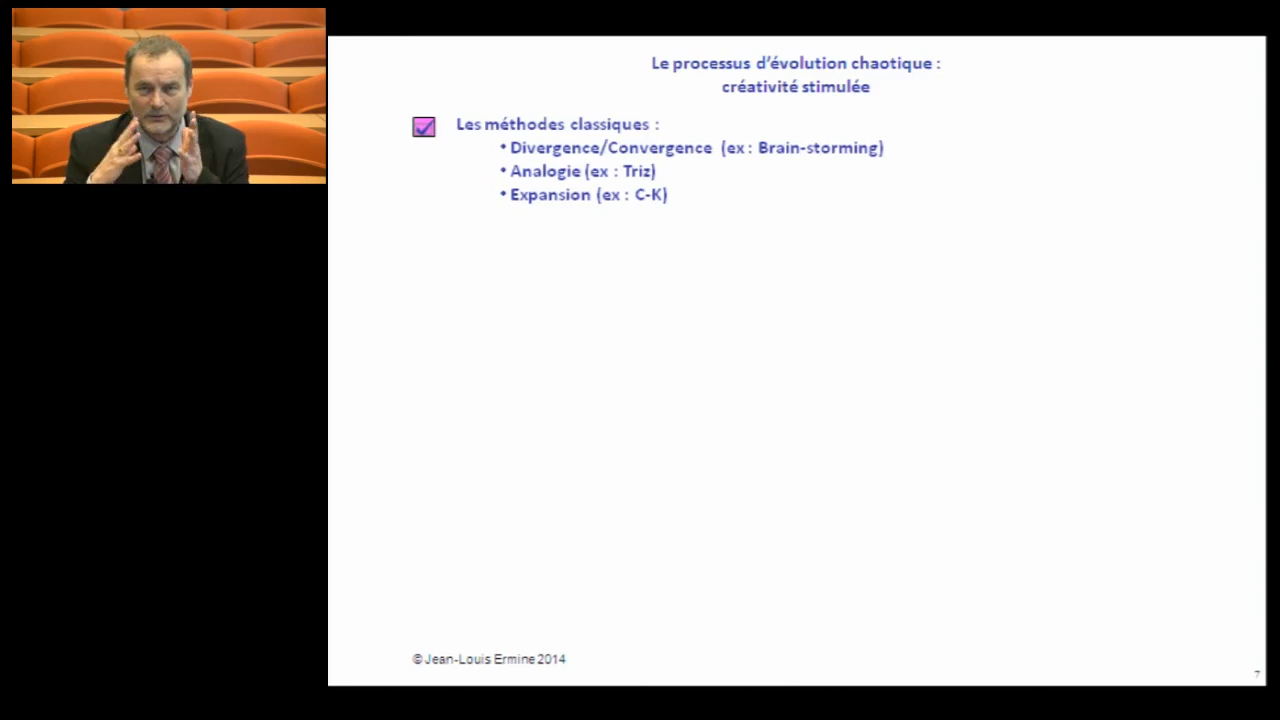 Le processus d'évolution chaotique :
créativité stimulée
Les méthodes classiques :
• Divergence/Convergence (ex : Brain-storming)
• Analogie (ex : Triz)
• Expansion (ex : C-K)
© Jean-Louis Ermine 2014
7